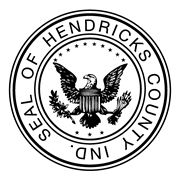 SEAL OF HENDRICKS COUNTY IND.